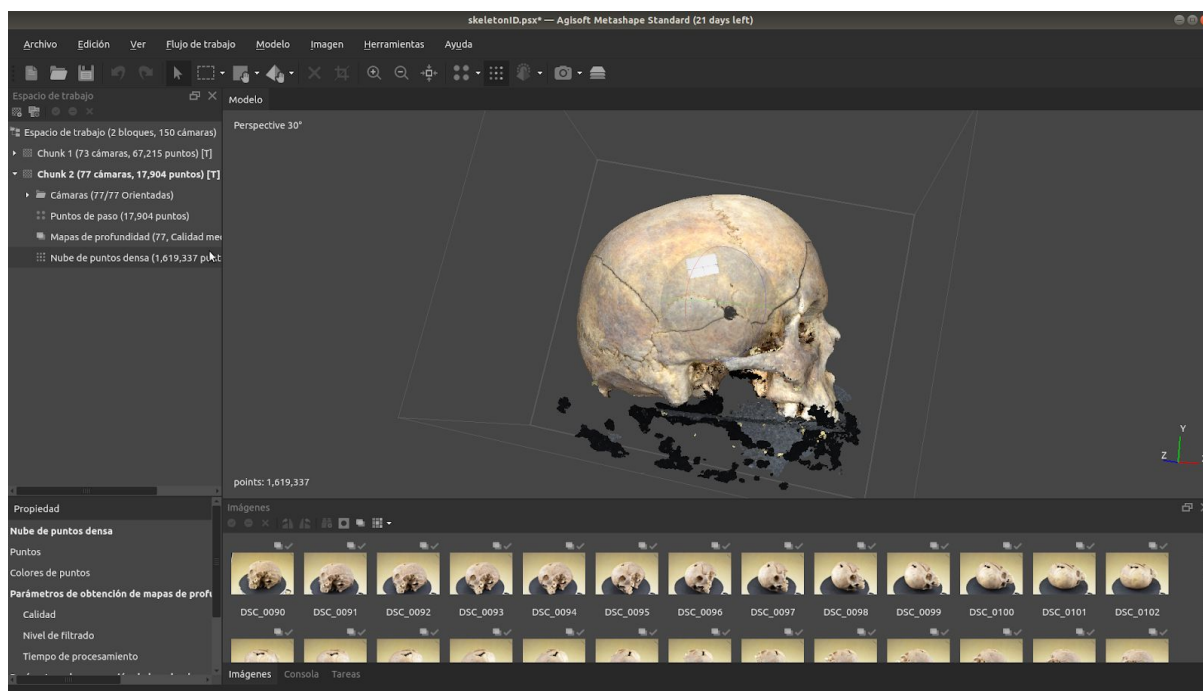 skeletonID.psx* — Agisoft Metashape Standard (21 days left)
Archivo Edición Ver Flujo de trabajo Modelo Imagen Herramientas Ayuda
Espacio de trabajo
Modelo
Espacio de trabajo (2 bloques, 150 cámaras)
Chunk 1 (73 cámaras, 67,215 puntos) [T]
Chunk 2 (77 cámaras, 17,904 puntos) [T]
Cámaras (77/77 Orientadas)
Puntos de paso (17,904 puntos)
Mapas de profundidad (77, Calidad me
Nube de puntos densa (1,619,337
Perspective 30°
Y
Z
points: 1,619,337
Propiedad
Nube de puntos densa
Puntos
Colores de puntos
Parámetros de obtención de mapas de profu
Calidad
Nivel de filtrado
Tiempo de procesamiento
Imágenes
DSC_0090 DSC_0091 DSC_0092 DSC_0093 DSC_0094 DSC_0095 DSC_0096 DSC_0097 DSC_0098 DSC_0099 DSC_0100 DSC_0101 DSC_0102
Imágenes Consola Tareas